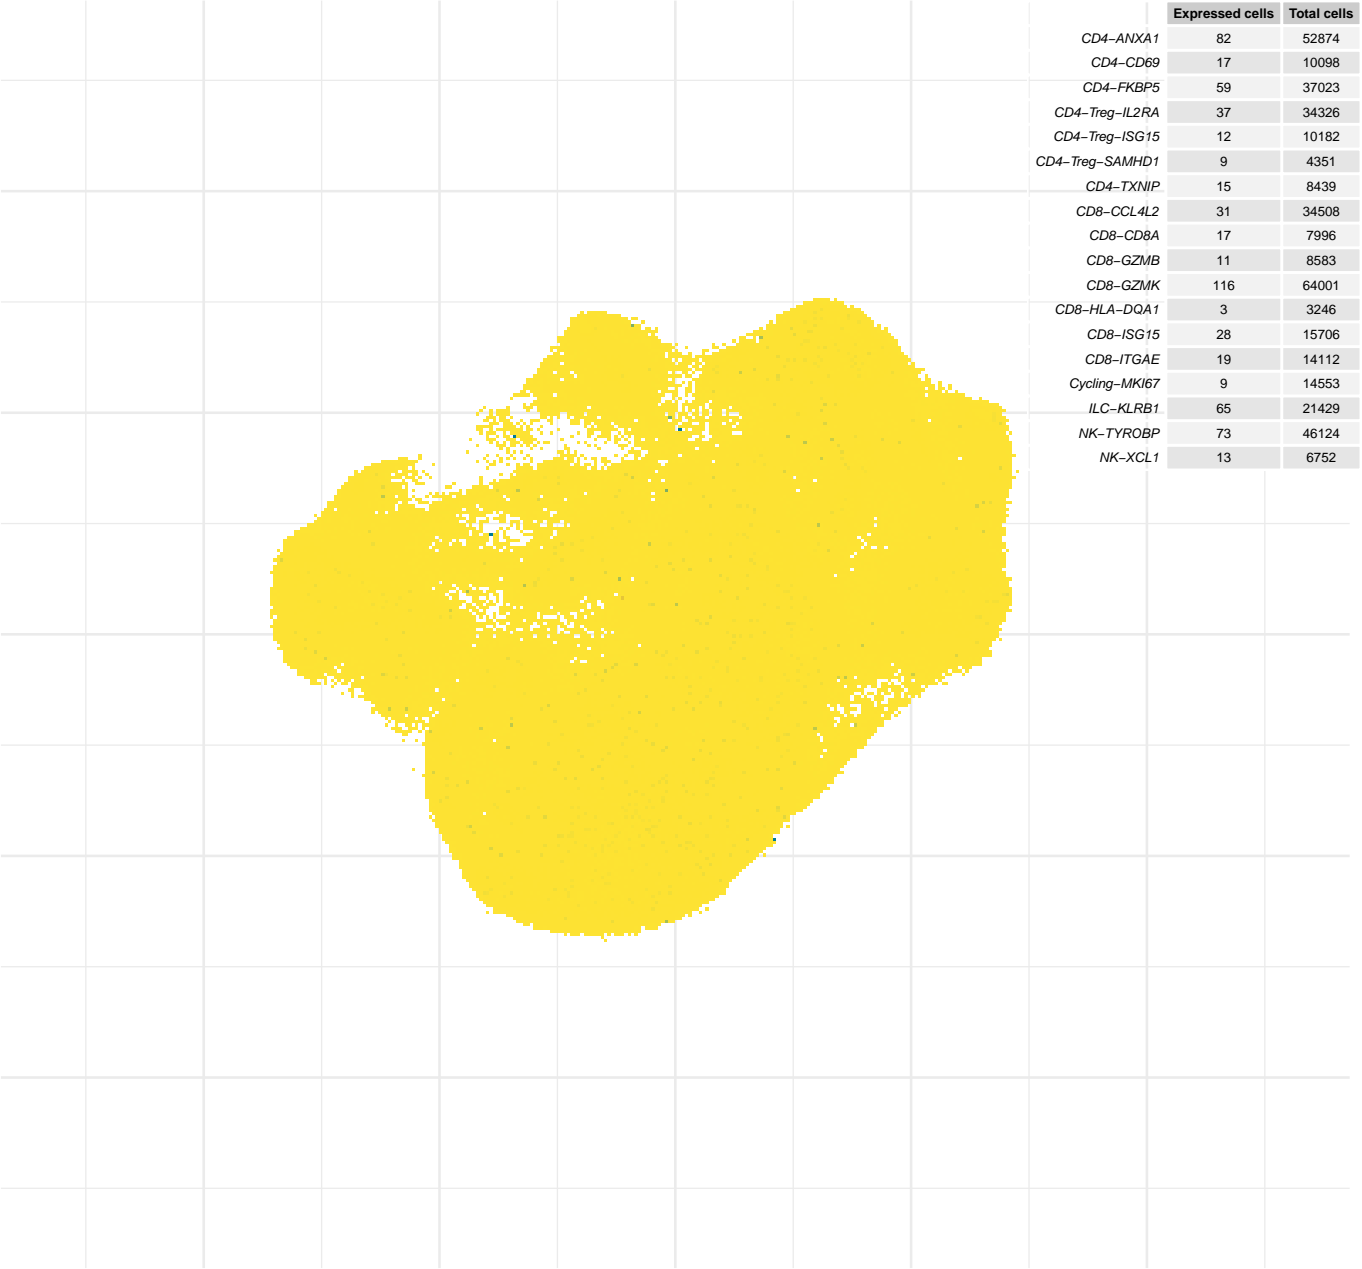 Expressed cells Total cells
CD4−ANXA1 82 52874
CD4−CD69 17 10098
CD4−FKBP5 59 37023
CD4−Treg−IL2RA 37 34326
CD4−Treg−ISG15 12 10182
CD4−Treg−SAMHD1 9 4351
CD4−TXNIP 15 8439
CD8−CCL4L2 31 34508
CD8−CD8A 17 7996
CD8−GZMB 11 8583
CD8−GZMK 116 64001
CD8−HLA−DQA1 3 3246
CD8−ISG15 28 15706
CD8−ITGAE 19 14112
Cycling−MKI67 9 14553
ILC−KLRB1 65 21429
NK−TYROBP 73 46124
NK−XCL1 13 6752